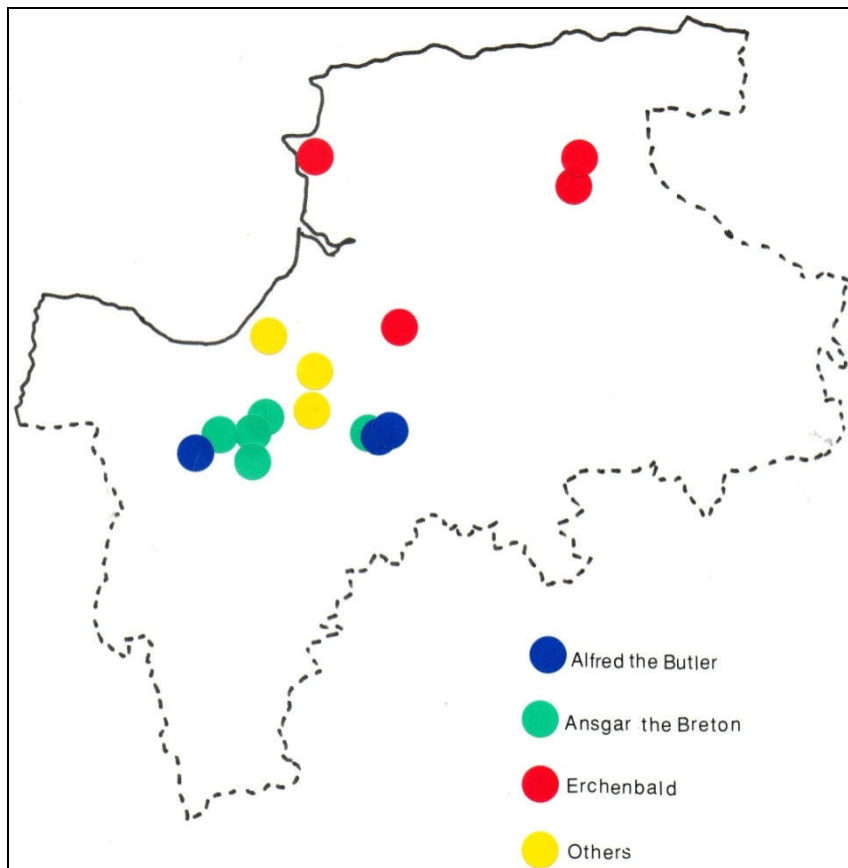 Alfred the Butler
Ansgar the Breton
Erchenbald
Others